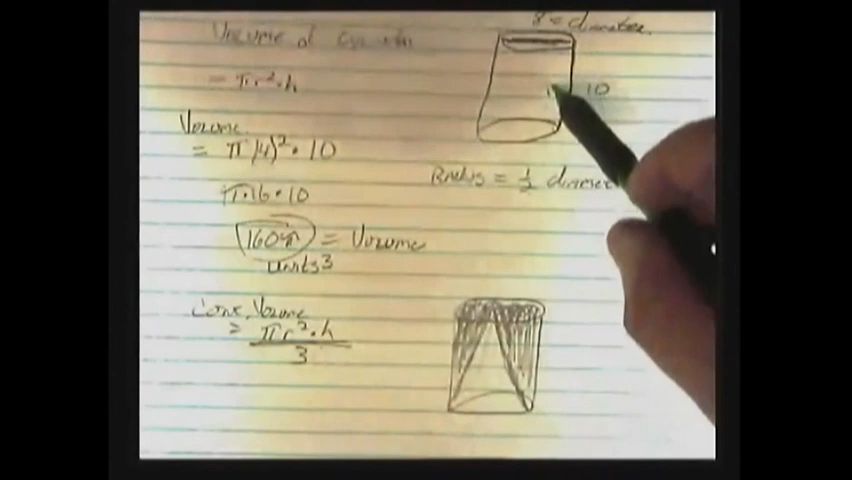 8 = diameter
Volume of cylinder
= πr²·h
10
Volume
= π(4)²· 10
π·16·10
Radius = 1/2 diameter
160π = Volume
units3
Cone Volume
= πr²·h
3